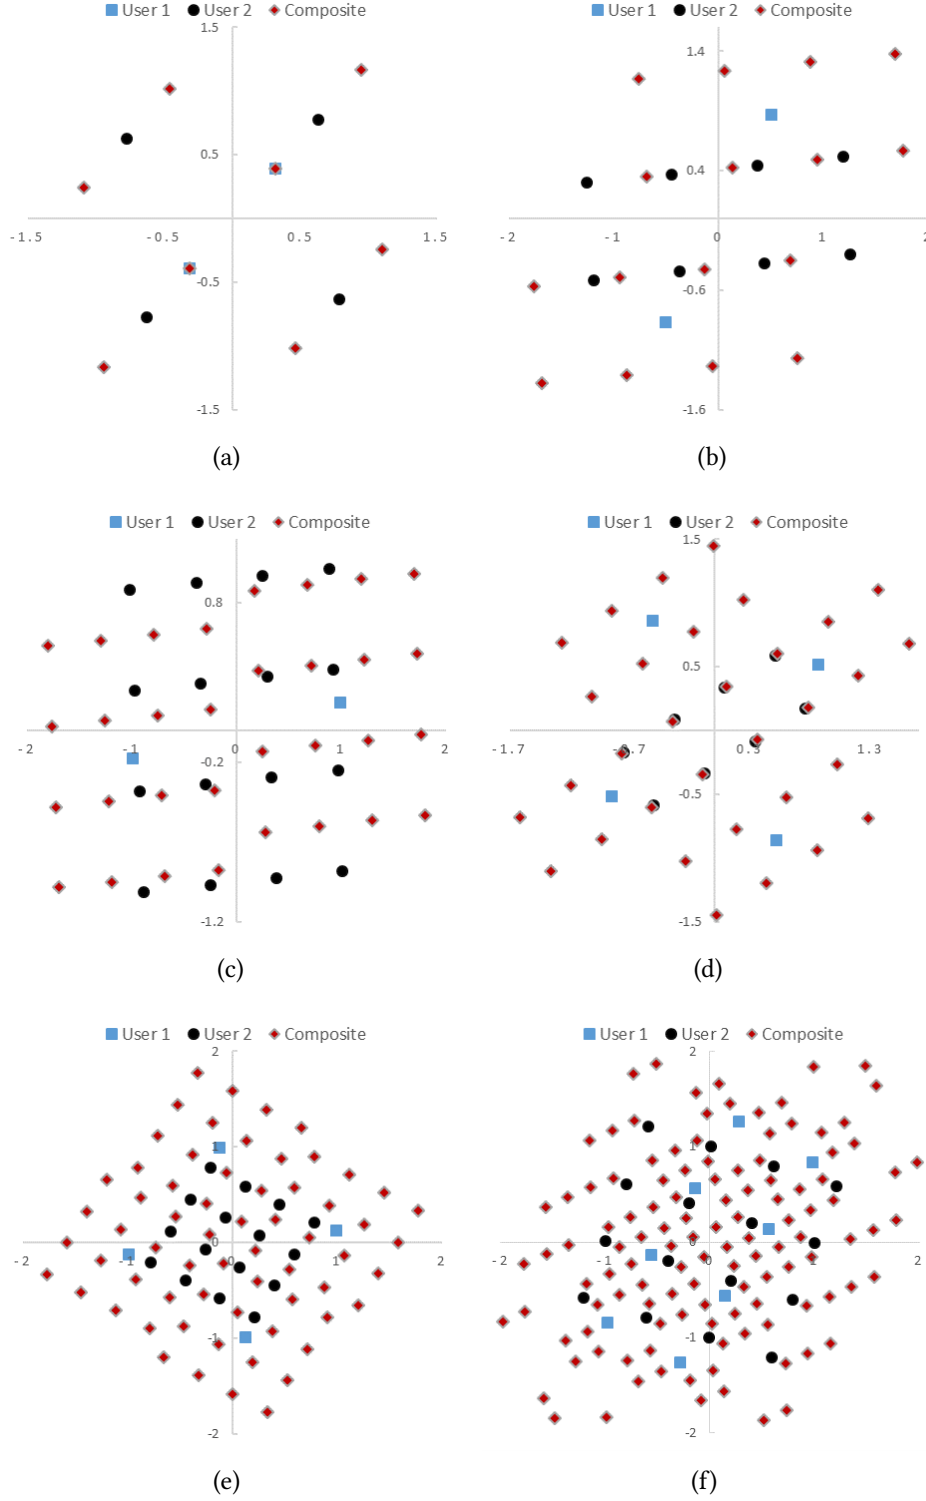 User 1 User 2 Composite
User 1 User 2 Composite
1.5
0.5
-1.5 -0.5 0.5 1.5
-0.5
-1.5
1.4
0.4
-2 -1 0 1 2
-0.6
-1.6
(a)
(b)
User 1 User 2 Composite
User 1 User 2 Composite
0.8
-2 -1 0 1 2
-0.2
-1.2
1.5
0.5
-1.7 -0.7 0.3 1.3
-0.5
-1.5
(c)
(d)
User 1 User 2 Composite
User 1 User 2 Composite
2
1
0
-2 -1 0 1 2
-1
-2
2
1
0
-2 -1 0 1 2
-1
-2
(e)
(f)